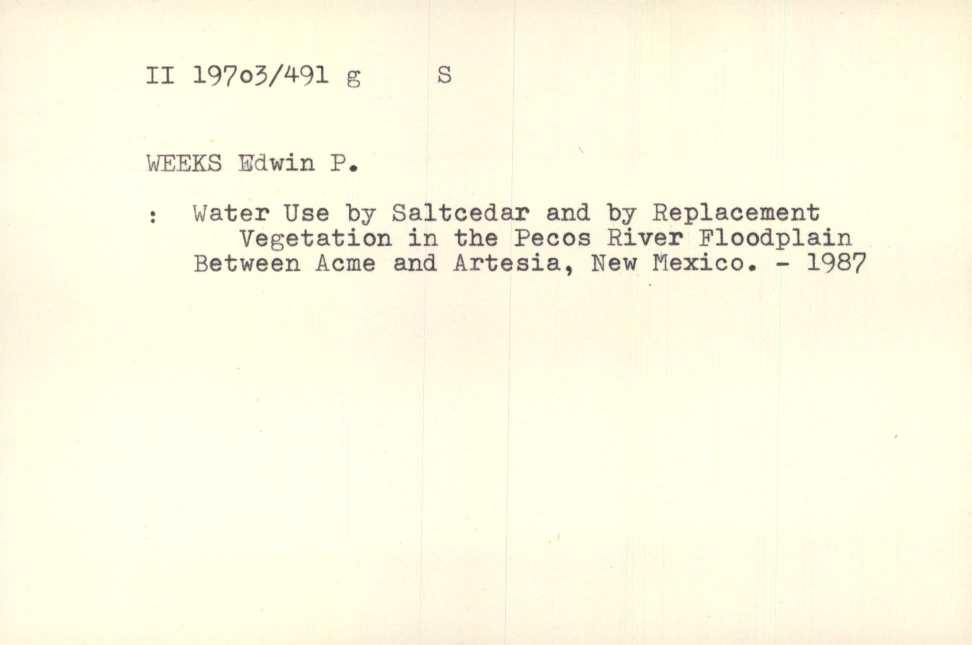 II 197o3/491 g S
WEEKS Edwin P.
: Water Use by Saltcedar and by Replacement
Vegetation in the Pecos River Floodplain
Between Acme and Artesia, New Mexico. - 1987